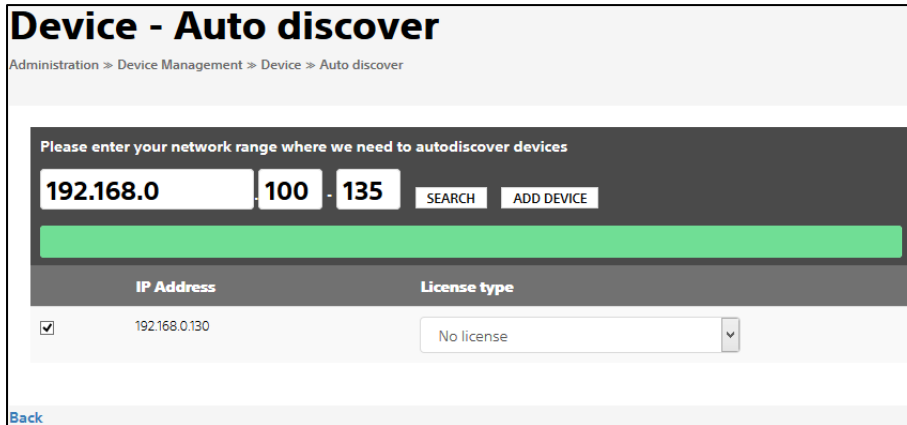 Device - Auto discover
Administration » Device Management » Device » Auto discover
Please enter your network range where we need to autodiscover devices
192.168.0 . 100 - 135 SEARCH ADD DEVICE
IP Address License type
192.168.0.130 No license
Back